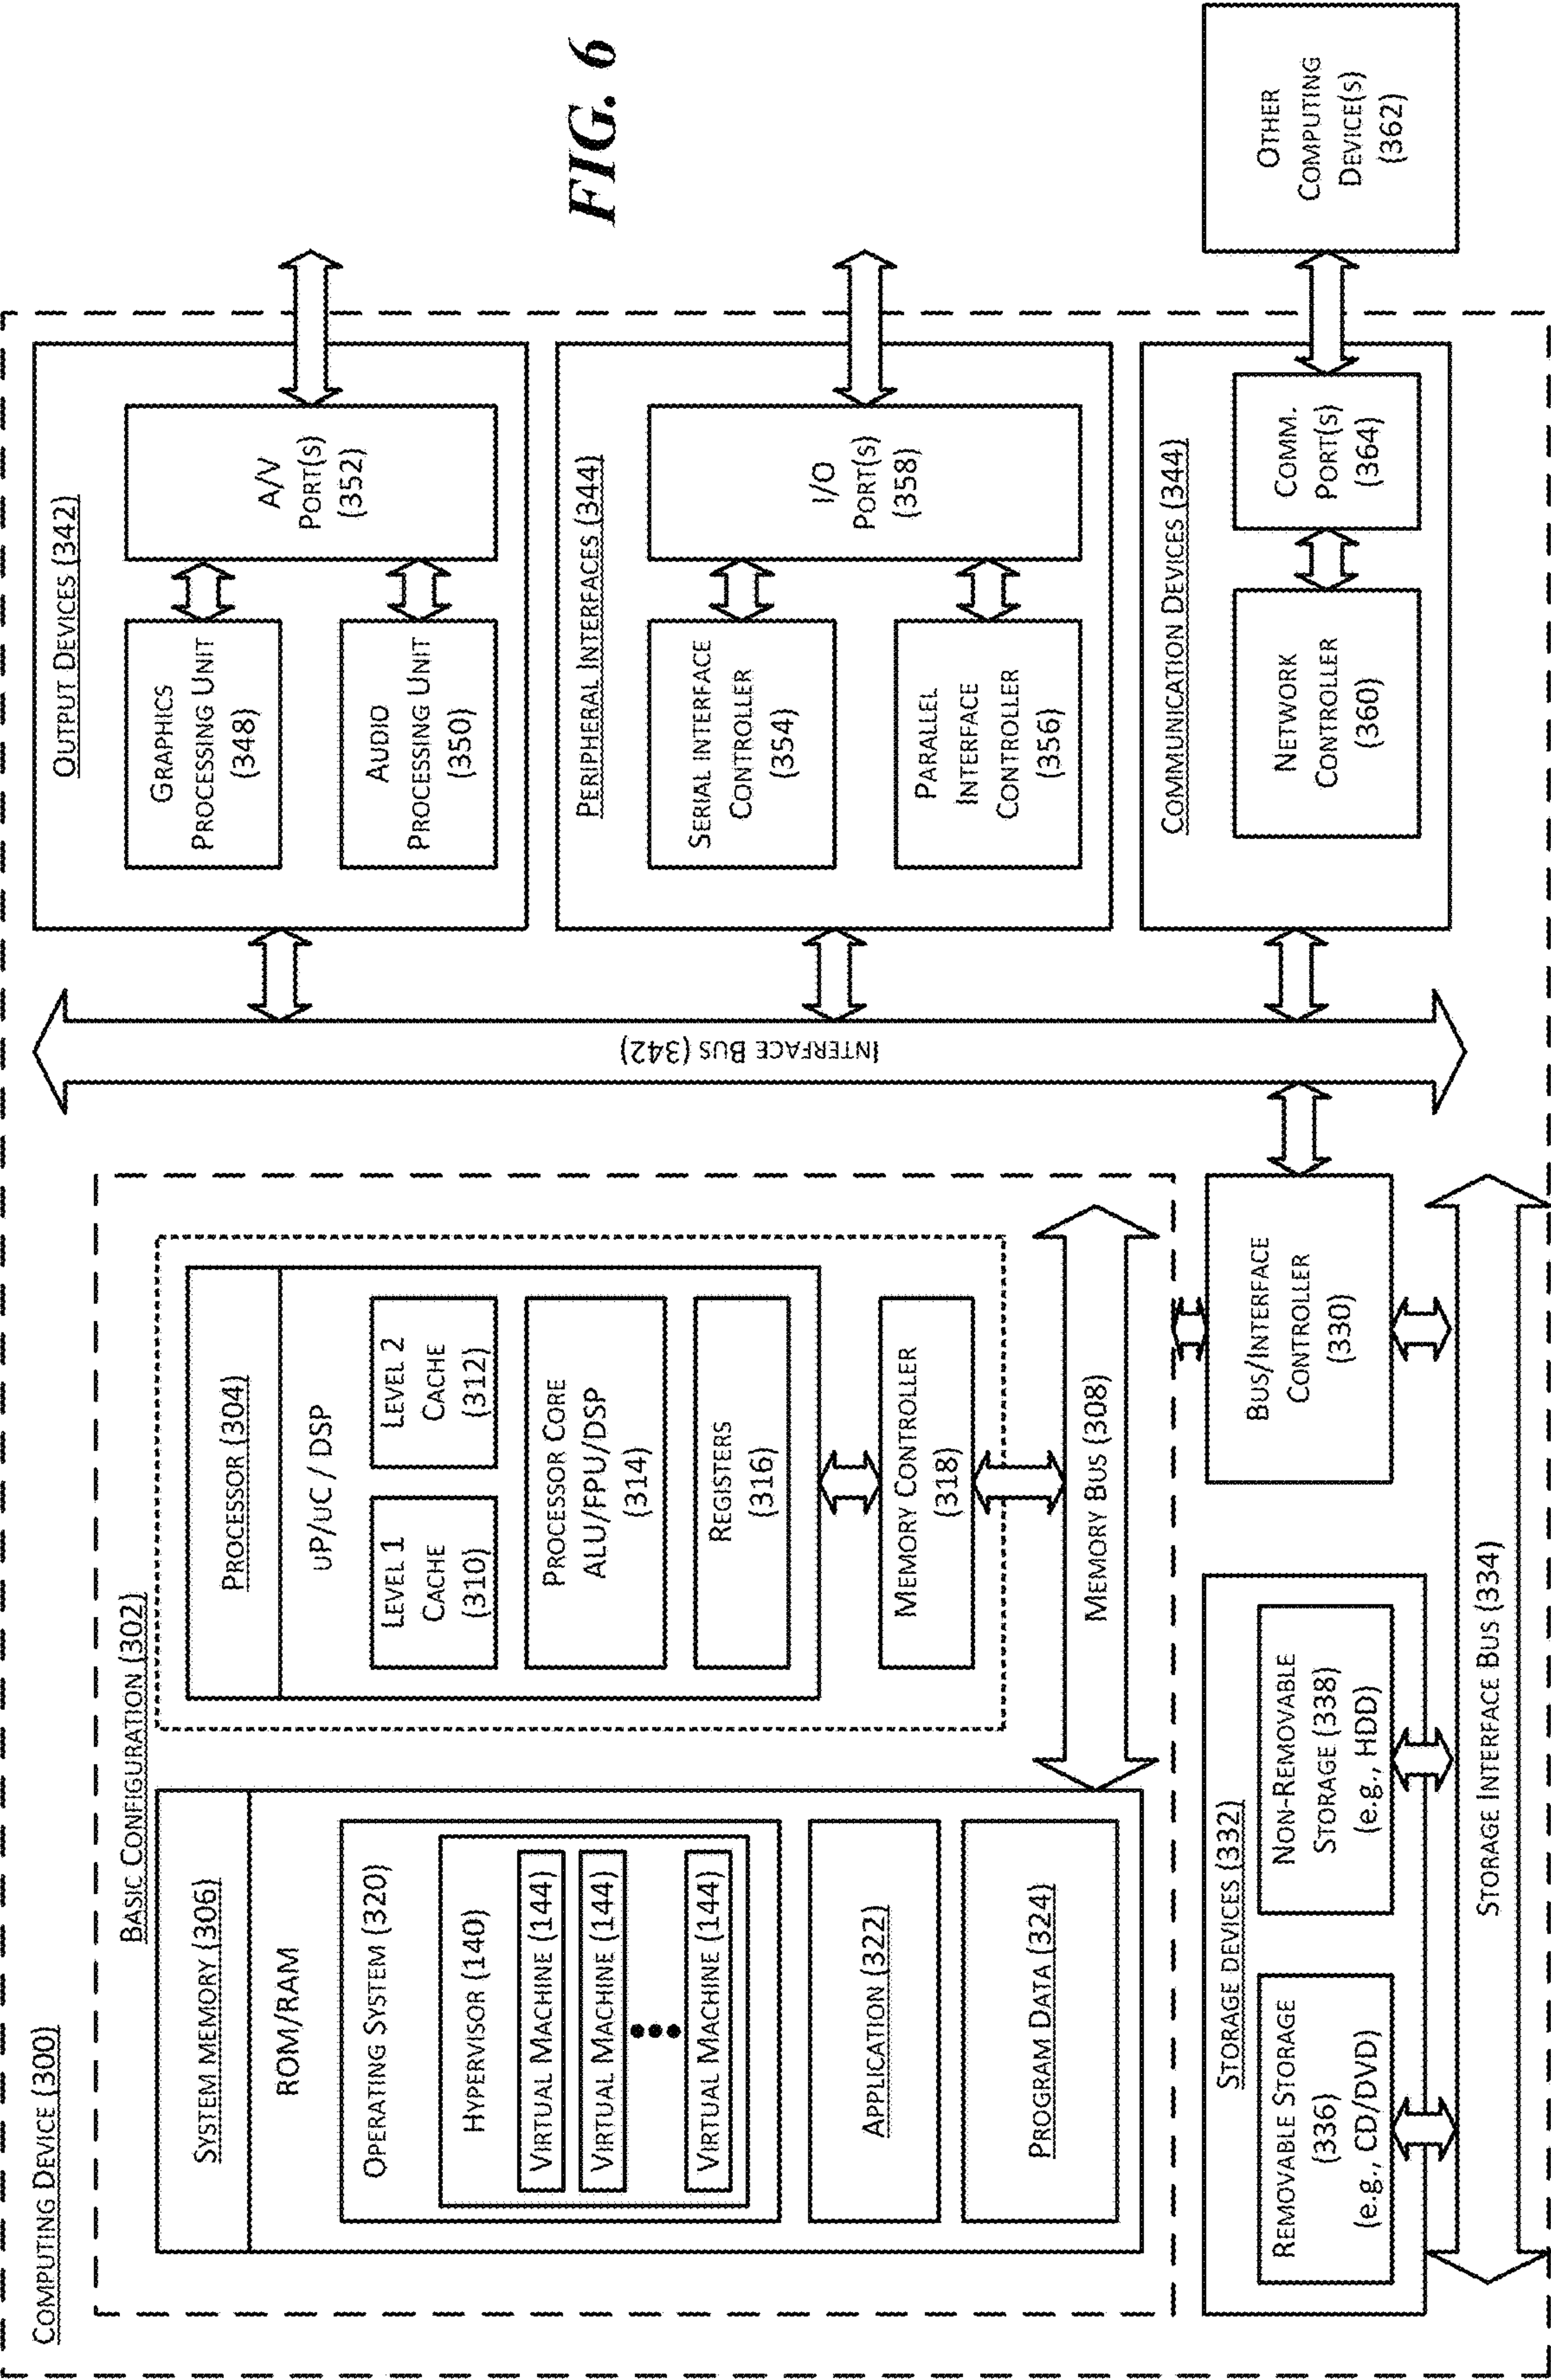 COMPUTING DEVICE (300)
BASIC CONFIGURATION (302)
SYSTEM MEMORY (306)
ROM/RAM
OPERATING SYSTEM (320)
HYPERVISOR (140)
VIRTUAL MACHINE (144)
VIRTUAL MACHINE (144)
VIRTUAL MACHINE (144)
APPLICATION (322)
PROGRAM DATA (324)
PROCESSOR (304)
uP/uC / DSP
LEVEL 1
CACHE
(310)
LEVEL 2
CACHE
(312)
PROCESSOR CORE
ALU/FPU/DSP
(314)
REGISTERS
(316)
MEMORY CONTROLLER
(318)
MEMORY BUS (308)
BUS/INTERFACE
CONTROLLER
(330)
STORAGE DEVICES (332)
REMOVABLE STORAGE
(336)
(e.g., CD/DVD)
NON-REMOVABLE
STORAGE (338)
(e.g., HDD)
STORAGE INTERFACE BUS (334)
INTERFACE BUS (342)
OUTPUT DEVICES (342)
GRAPHICS
PROCESSING UNIT
(348)
AUDIO
PROCESSING UNIT
(350)
A/V
PORT(S)
(352)
PERIPHERAL INTERFACES (344)
SERIAL INTERFACE
CONTROLLER
(354)
PARALLEL
INTERFACE
CONTROLLER
(356)
I/O
PORT(S)
(358)
COMMUNICATION DEVICES (344)
NETWORK
CONTROLLER
(360)
COMM.
PORT(S)
(364)
OTHER
COMPUTING
DEVICE(S)
(362)
FIG. 6